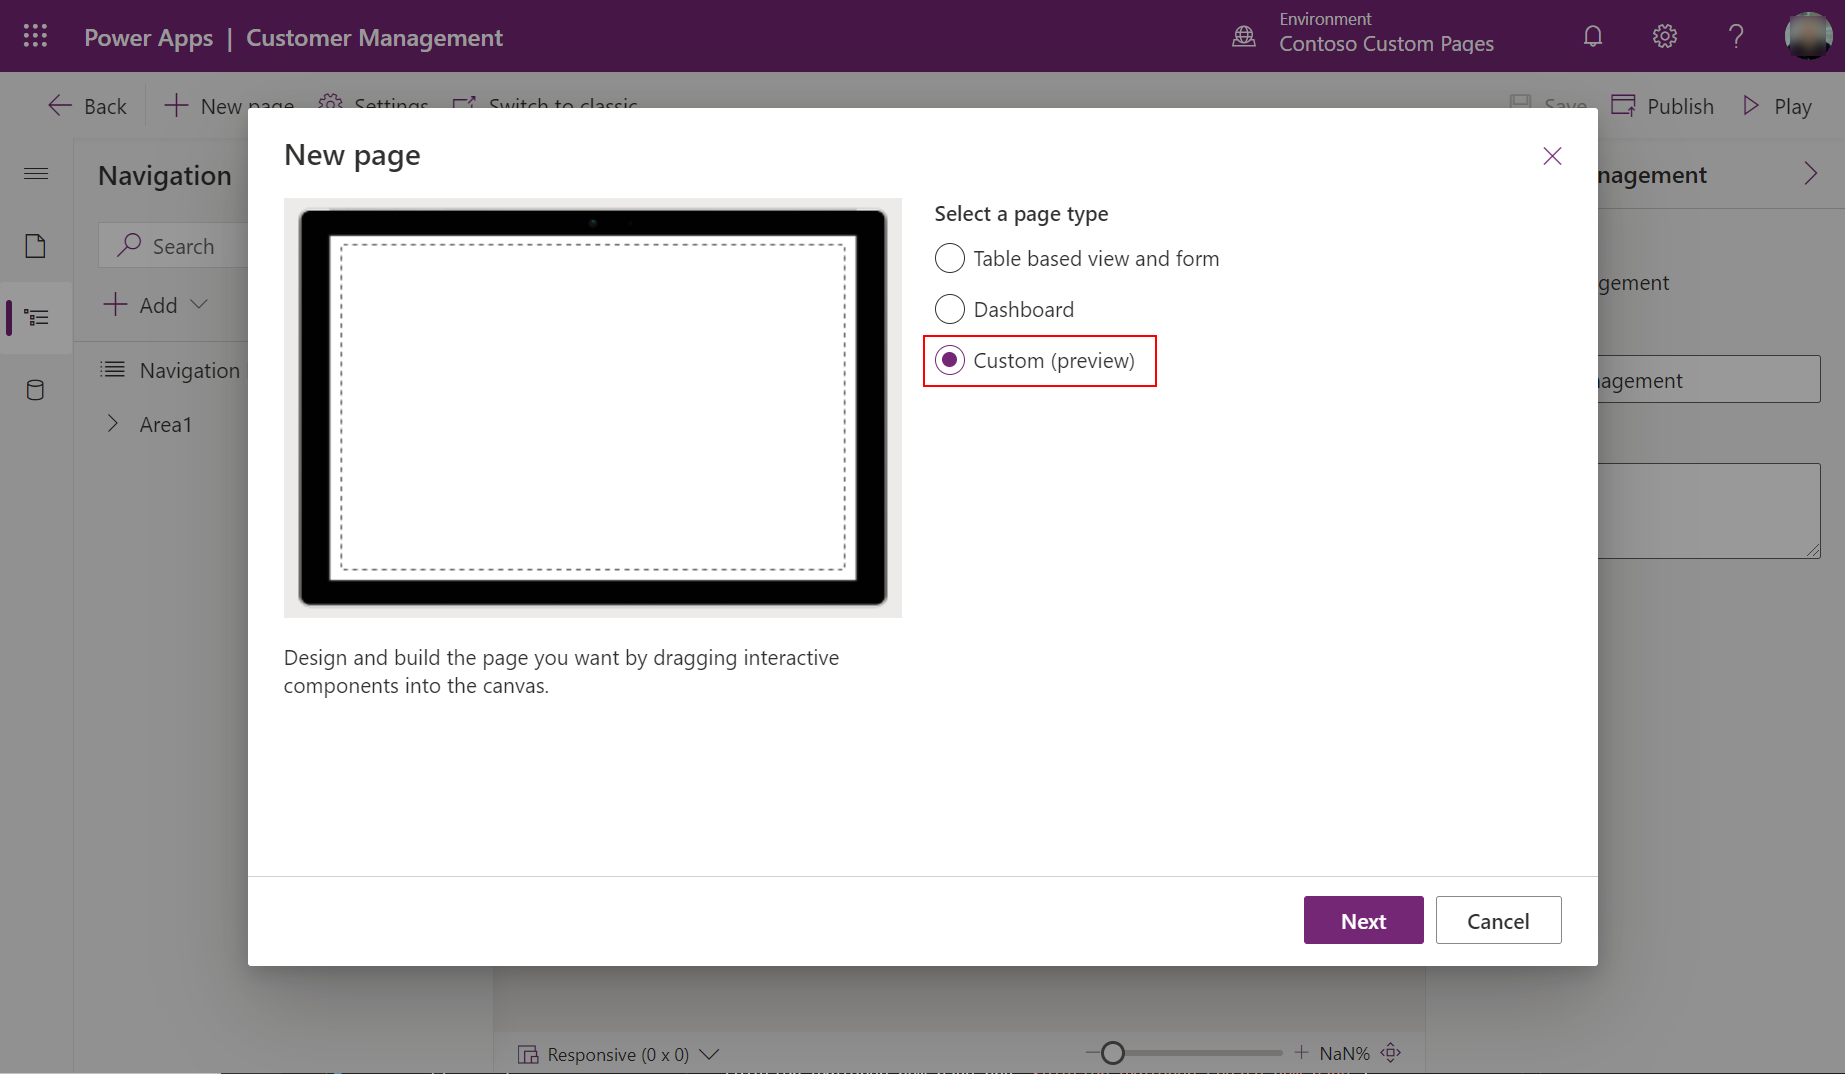 Power Apps | Customer Management
Environment
Contoso Custom Pages
Back
New page
Settings
Switch to classic
Save
Publish
Play
Navigation
Search
Add
Navigation
Area1
New page
Select a page type
Table based view and form
Dashboard
Custom (preview)
Design and build the page you want by dragging interactive
components into the canvas.
Next
Cancel
nagement
gement
agement
Responsive (0 x 0)
NaN%